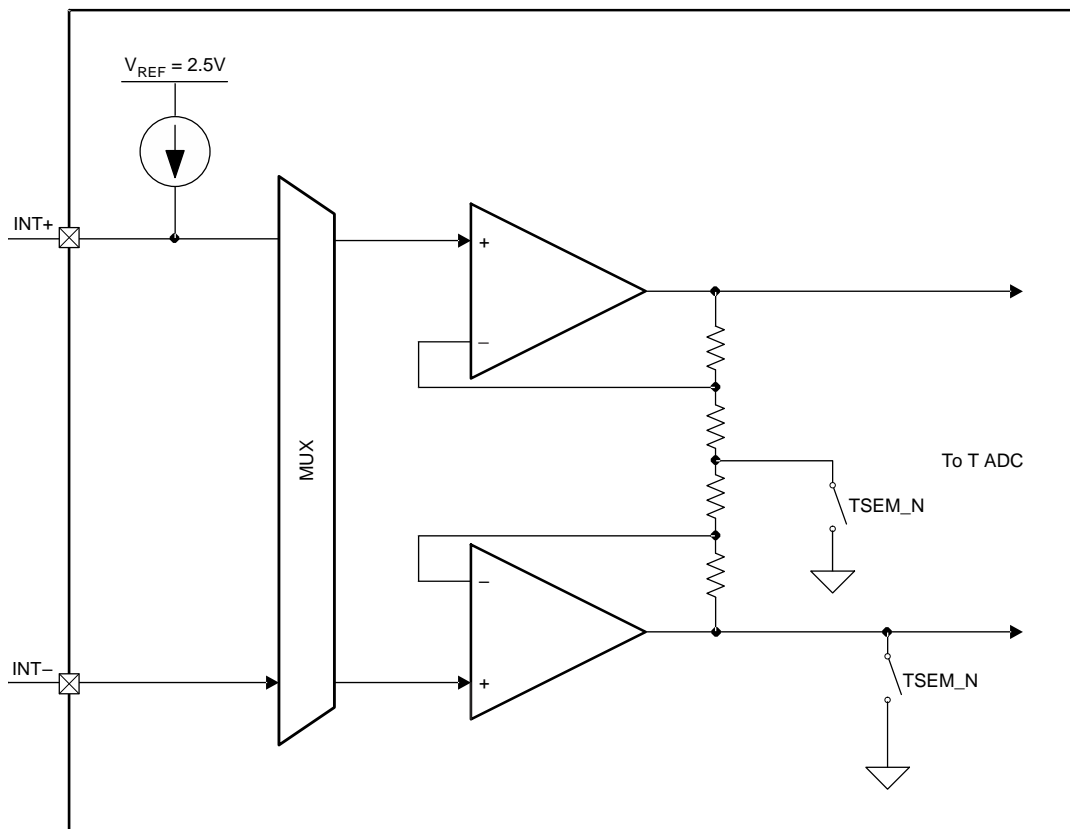 V_REF = 2.5V
INT+
+
−
MUX
To T ADC
TSEM_N
−
INT−
+
TSEM_N